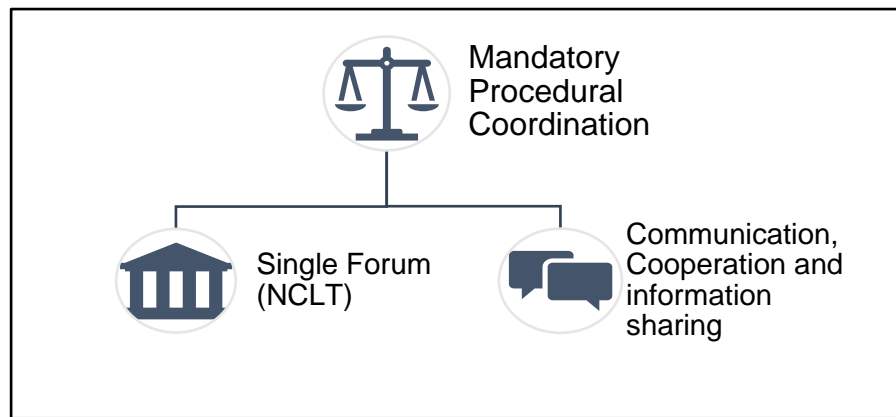 Mandatory
Procedural
Coordination
Single Forum
(NCLT)
Communication,
Cooperation and
information
sharing